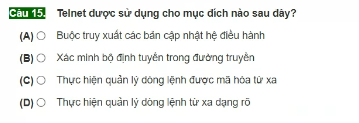 Câu 15. Telnet được sử dụng cho mục đích nào sau đây?
(A) Buộc truy xuất các bản cập nhật hệ điều hành
(B) Xác minh bộ định tuyến trong đường truyền
(C) Thực hiện quản lý dòng lệnh được mã hóa từ xa
(D) Thực hiện quản lý dòng lệnh từ xa dạng rõ